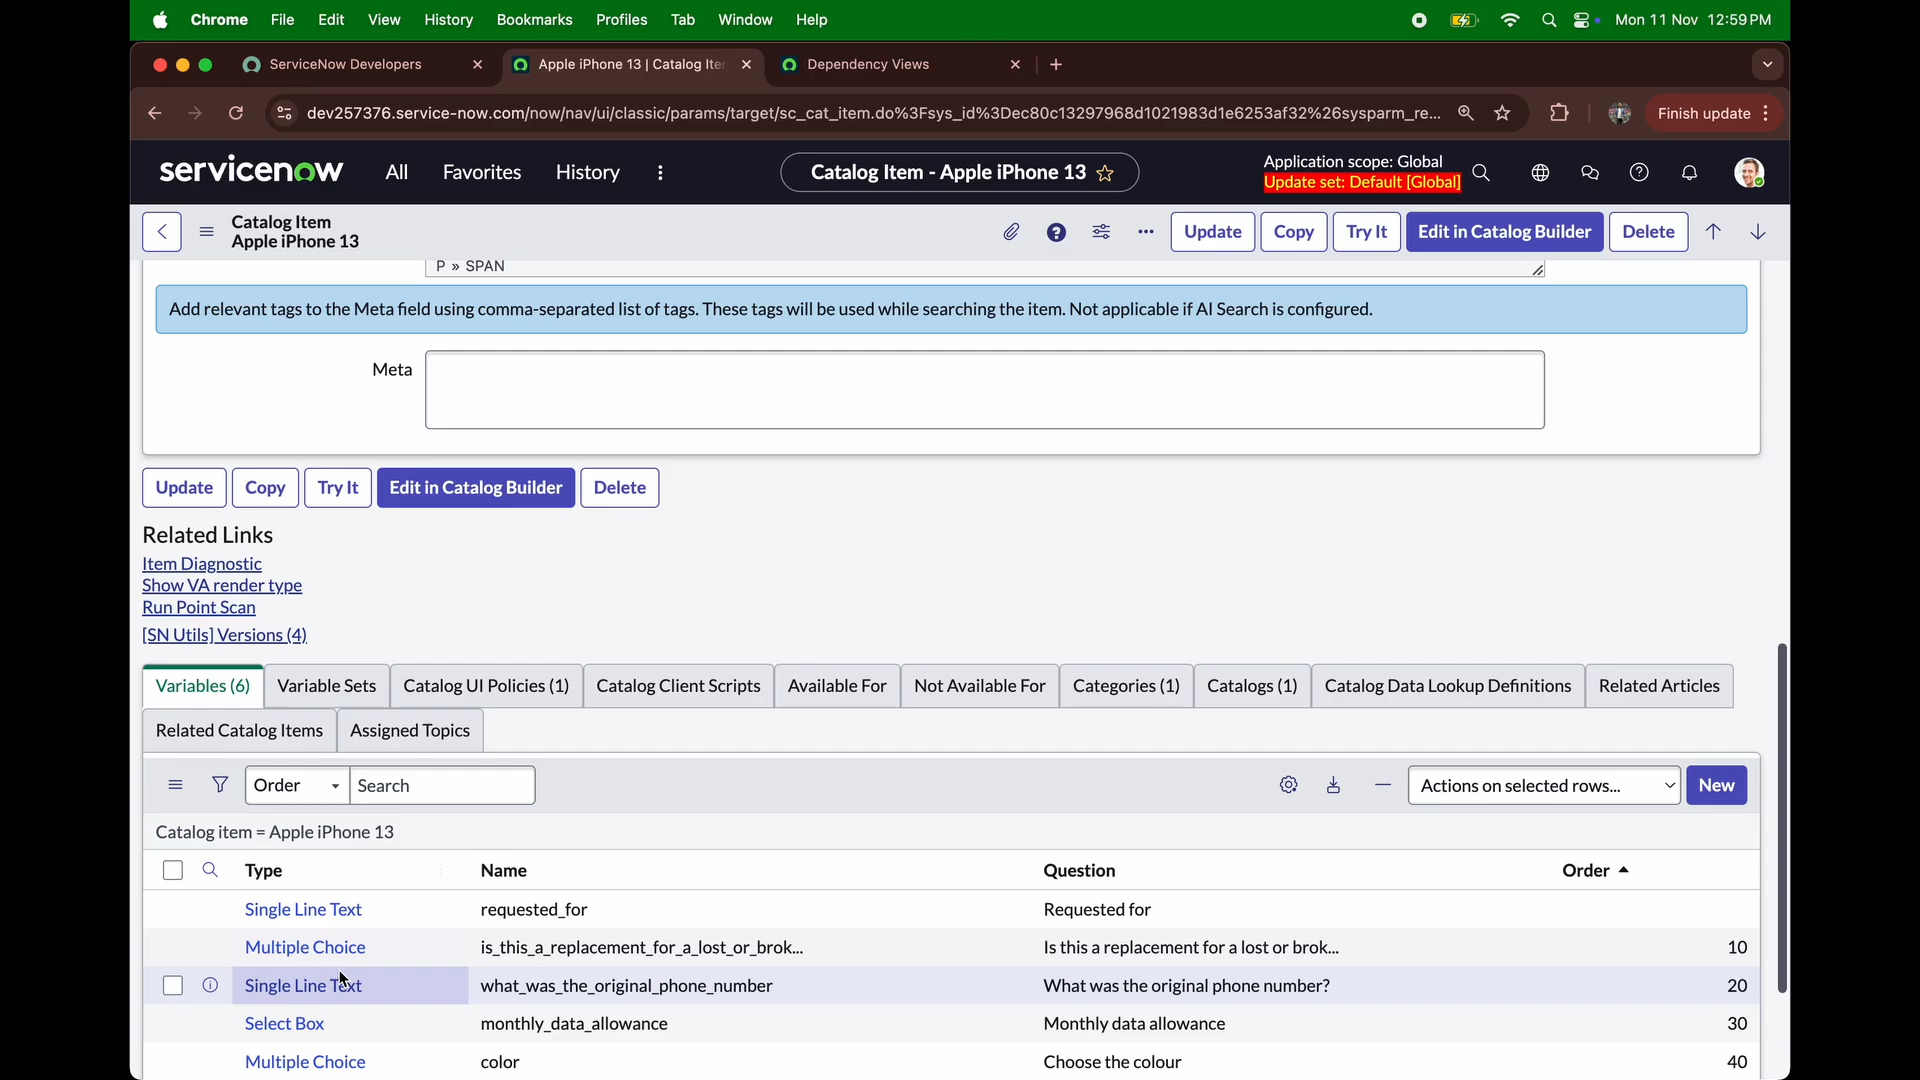 Chrome File Edit View History Bookmarks Profiles Tab Window Help Mon 11 Nov 12:59 PM
ServiceNow Developers Apple iPhone 13 | Catalog Ite Dependency Views
dev257376.service-now.com/now/nav/ui/classic/params/target/sc_cat_item.do%3Fsys_id%3Dec80c13297968d1021983d1e6253af32%26sysparm_re... Finish update
servicenow All Favorites History Catalog Item - Apple iPhone 13 Application scope: Global
Update set: Default [Global]
Catalog Item
Apple iPhone 13
Update Copy Try It Edit in Catalog Builder Delete
P » SPAN
Add relevant tags to the Meta field using comma-separated list of tags. These tags will be used while searching the item. Not applicable if AI Search is configured.
Meta
Update Copy Try It Edit in Catalog Builder Delete
Related Links
Item Diagnostic
Show VA render type
Run Point Scan
[SN Utils] Versions (4)
Variables (6) Variable Sets Catalog UI Policies (1) Catalog Client Scripts Available For Not Available For Categories (1) Catalogs (1) Catalog Data Lookup Definitions Related Articles
Related Catalog Items Assigned Topics
Order Search Actions on selected rows... New
Catalog item = Apple iPhone 13
Type Name Question Order
Single Line Text requested_for Requested for
Multiple Choice is_this_a_replacement_for_a_lost_or_brok... Is this a replacement for a lost or brok... 10
Single Line Text what_was_the_original_phone_number What was the original phone number? 20
Select Box monthly_data_allowance Monthly data allowance 30
Multiple Choice color Choose the colour 40